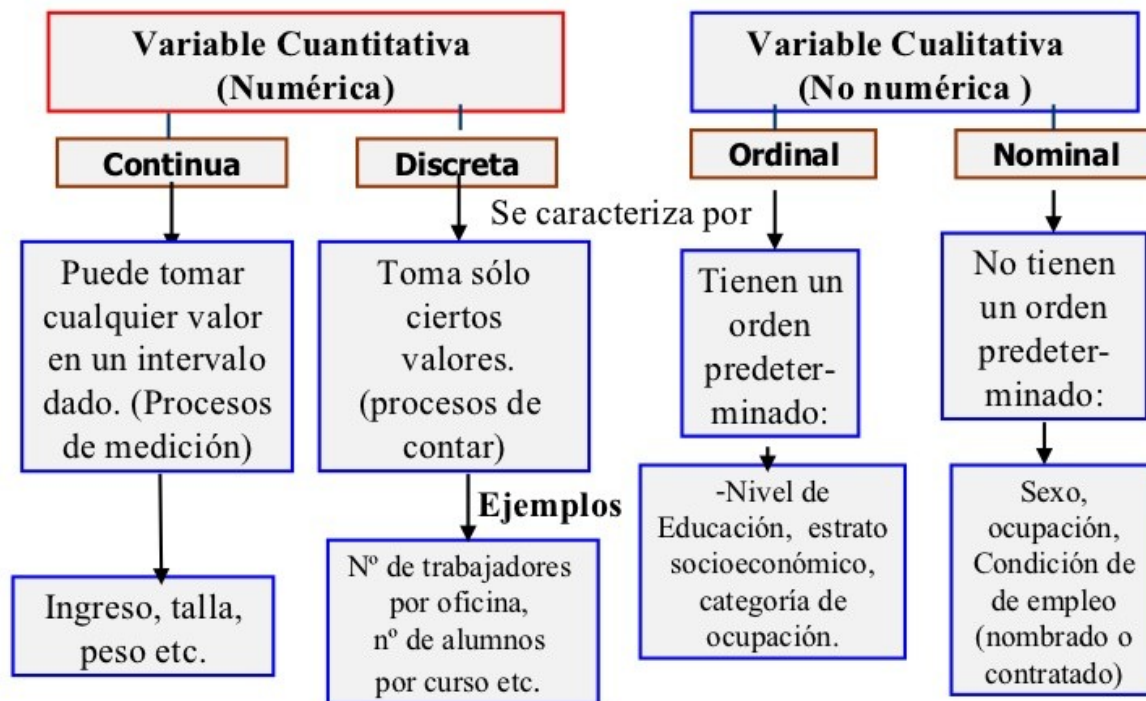 Variable Cuantitativa
(Numérica)
Variable Cualitativa
(No numérica )
Continua
Discreta
Ordinal
Nominal
Se caracteriza por
Puede tomar
cualquier valor
en un intervalo
dado. (Procesos
de medición)
Toma sólo
ciertos
valores.
(procesos de
contar)
Tienen un
orden
predeter-
minado:
No tienen
un orden
predeter-
minado:
Ejemplos
Ingreso, talla,
peso etc.
Nº de trabajadores
por oficina,
nº de alumnos
por curso etc.
-Nivel de
Educación, estrato
socioeconómico,
categoría de
ocupación.
Sexo,
ocupación,
Condición de
de empleo
(nombrado o
contratado)